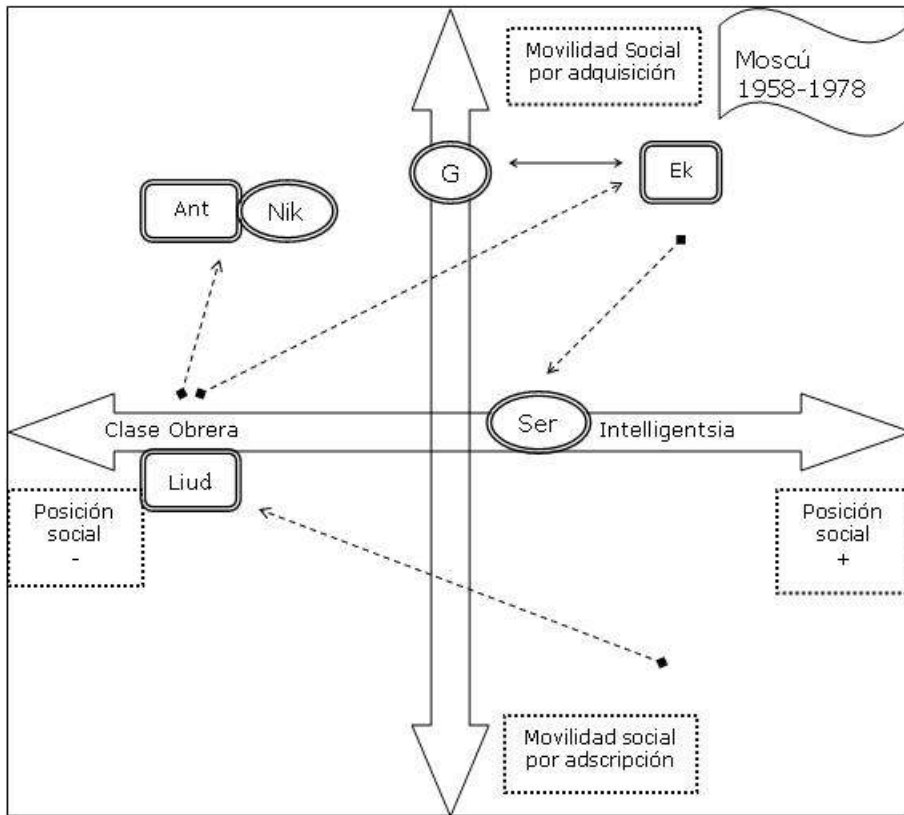 Movilidad Social
por adquisición
Moscú
1958-1978
G
Ek
Ant
Nik
Ser
Clase Obrera
Intelligentsia
Liud
Posición
social
-
Posición
social
+
Movilidad social
por adscripción